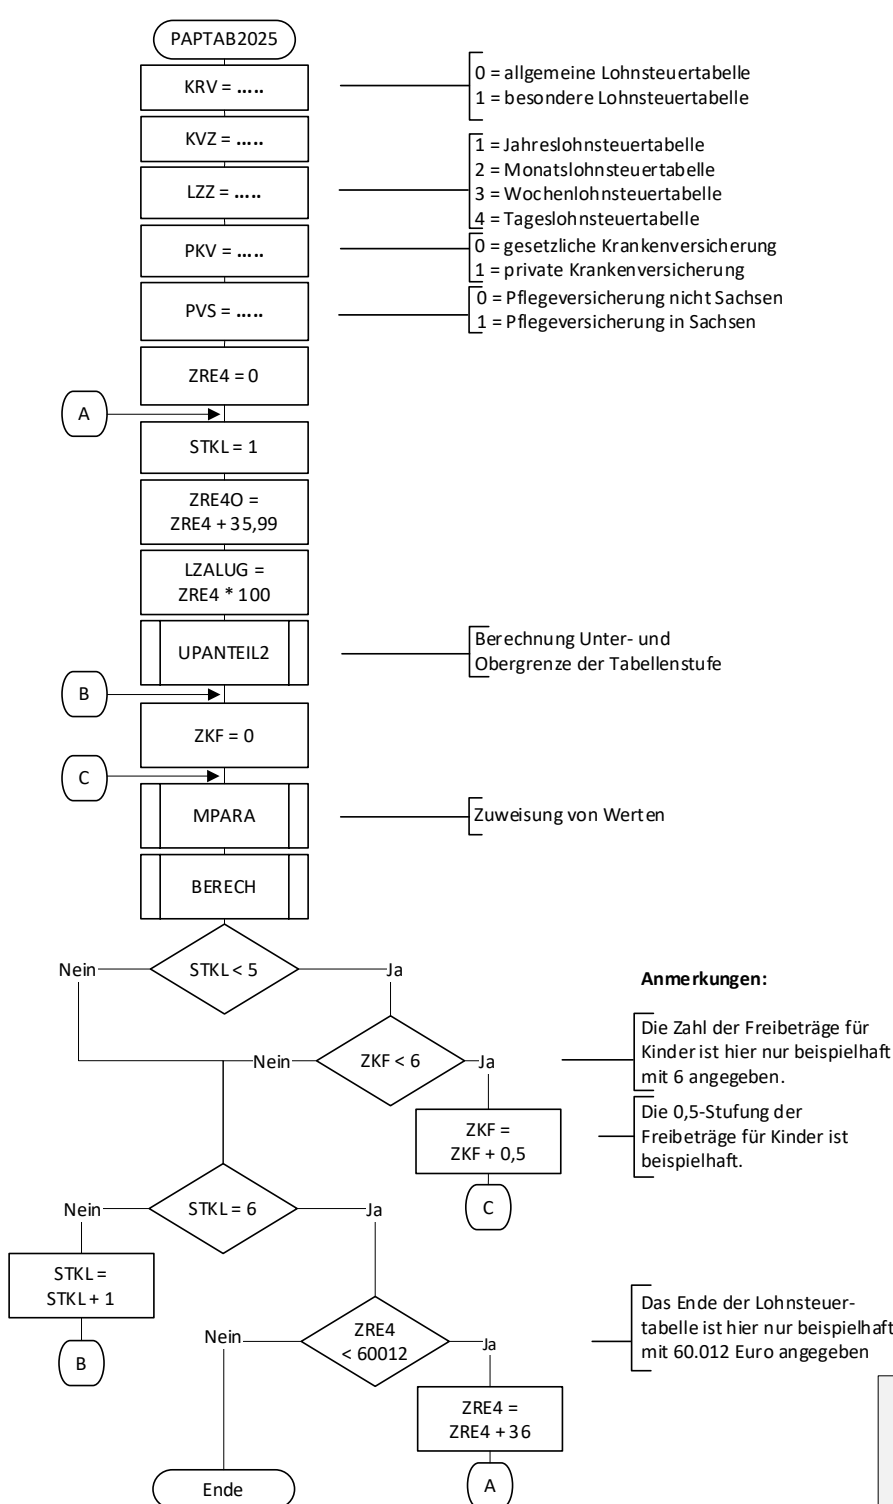 PAPTAB2025
KRV = .....
0 = allgemeine Lohnsteuertabelle
1 = besondere Lohnsteuertabelle
KVZ = .....
LZZ = .....
1 = Jahreslohnsteuertabelle
2 = Monatslohnsteuertabelle
3 = Wochenlohnsteuertabelle
4 = Tageslohnsteuertabelle
PKV = .....
0 = gesetzliche Krankenversicherung
1 = private Krankenversicherung
PVS = .....
0 = Pflegeversicherung nicht Sachsen
1 = Pflegeversicherung in Sachsen
ZRE4 = 0
A
STKL = 1
ZRE4O =
ZRE4 + 35,99
LZALUG =
ZRE4 * 100
UPANTEIL2
Berechnung Unter- und
Obergrenze der Tabellenstufe
B
ZKF = 0
C
MPARA
Zuweisung von Werten
BERECH
Nein
STKL < 5
Ja
Anmerkungen:
Nein
ZKF < 6
Ja
Die Zahl der Freibeträge für
Kinder ist hier nur beispielhaft
mit 6 angegeben.
ZKF =
ZKF + 0,5
Die 0,5-Stufung der
Freibeträge für Kinder ist
beispielhaft.
C
Nein
STKL = 6
Ja
STKL =
STKL + 1
B
Nein
ZRE4
< 60012
Ja
Das Ende der Lohnsteuer-
tabelle ist hier nur beispielhaft
mit 60.012 Euro angegeben
ZRE4 =
ZRE4 + 36
A
Ende